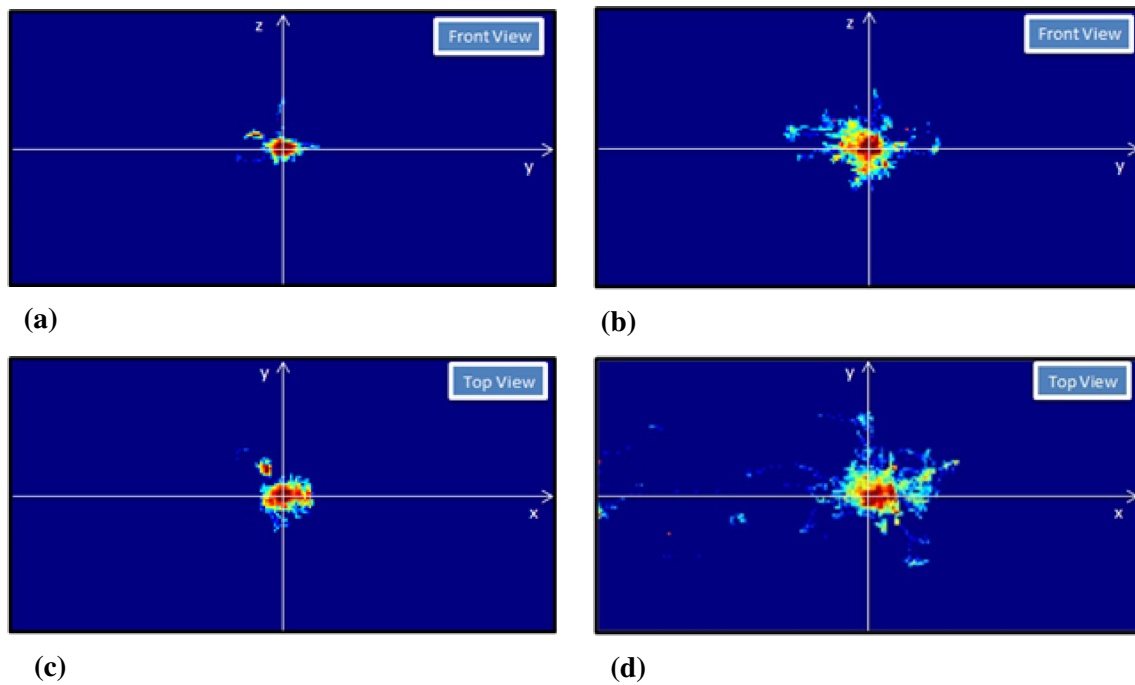 z
Front View
y
(a)
z
Front View
y
(b)
y
Top View
x
(c)
y
Top View
x
(d)